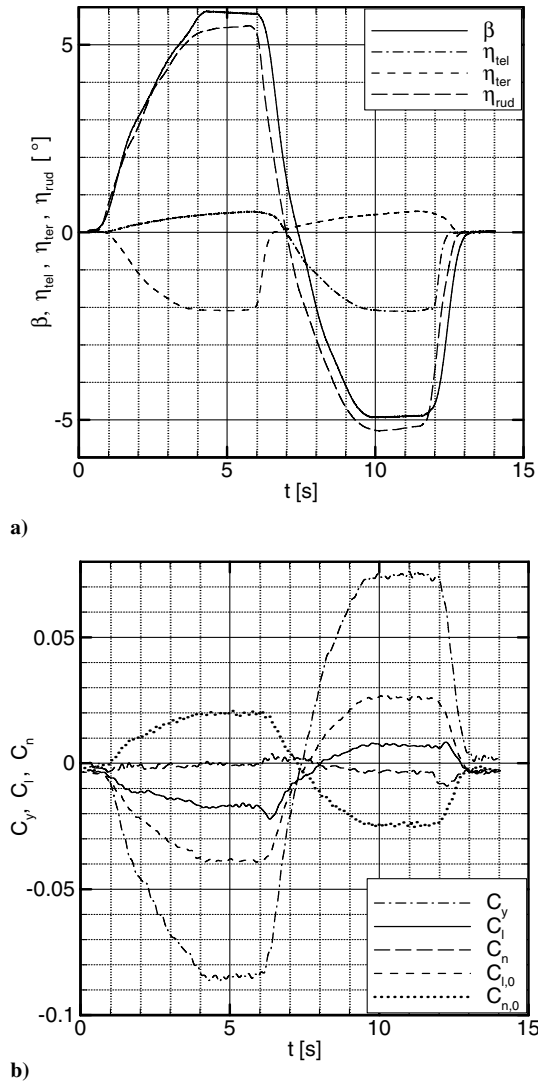 5
0
-5
0
5
10
15
β, η_tel, η_ter, η_rud [°]
t [s]
β
η_tel
η_ter
η_rud
a)
0.05
0
-0.05
-0.1
0
5
10
15
C_y, C_l, C_n
t [s]
C_y
C_l
C_n
C_l,0
C_n,0
b)